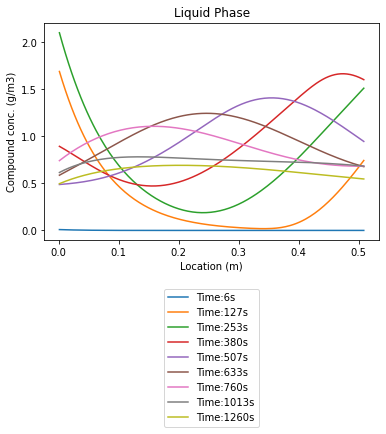 Liquid Phase
Compound conc. (g/m3)
2.0
1.5
1.0
0.5
0.0
0.0 0.1 0.2 0.3 0.4 0.5
Location (m)
Time:6s
Time:127s
Time:253s
Time:380s
Time:507s
Time:633s
Time:760s
Time:1013s
Time:1260s